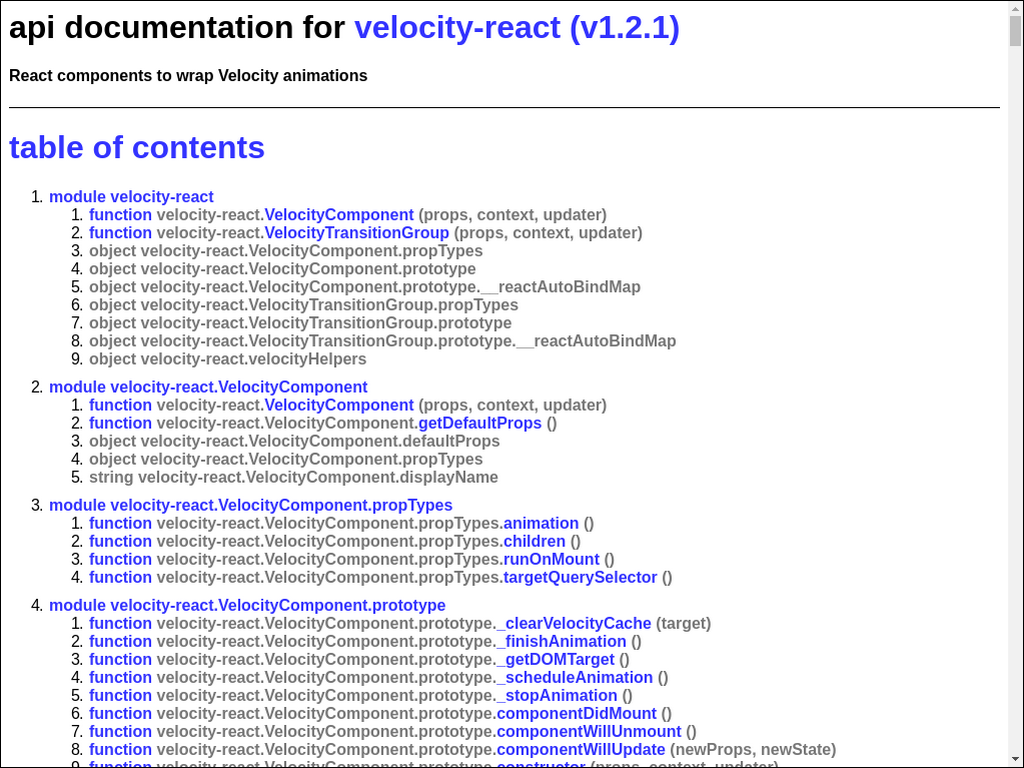 api documentation for velocity-react (v1.2.1)
React components to wrap Velocity animations
table of contents
1. module velocity-react
1. function velocity-react.VelocityComponent (props, context, updater)
2. function velocity-react.VelocityTransitionGroup (props, context, updater)
3. object velocity-react.VelocityComponent.propTypes
4. object velocity-react.VelocityComponent.prototype
5. object velocity-react.VelocityComponent.prototype.__reactAutoBindMap
6. object velocity-react.VelocityTransitionGroup.propTypes
7. object velocity-react.VelocityTransitionGroup.prototype
8. object velocity-react.VelocityTransitionGroup.prototype.__reactAutoBindMap
9. object velocity-react.velocityHelpers
2. module velocity-react.VelocityComponent
1. function velocity-react.VelocityComponent (props, context, updater)
2. function velocity-react.VelocityComponent.getDefaultProps ()
3. object velocity-react.VelocityComponent.defaultProps
4. object velocity-react.VelocityComponent.propTypes
5. string velocity-react.VelocityComponent.displayName
3. module velocity-react.VelocityComponent.propTypes
1. function velocity-react.VelocityComponent.propTypes.animation ()
2. function velocity-react.VelocityComponent.propTypes.children ()
3. function velocity-react.VelocityComponent.propTypes.runOnMount ()
4. function velocity-react.VelocityComponent.propTypes.targetQuerySelector ()
4. module velocity-react.VelocityComponent.prototype
1. function velocity-react.VelocityComponent.prototype._clearVelocityCache (target)
2. function velocity-react.VelocityComponent.prototype._finishAnimation ()
3. function velocity-react.VelocityComponent.prototype._getDOMTarget ()
4. function velocity-react.VelocityComponent.prototype._scheduleAnimation ()
5. function velocity-react.VelocityComponent.prototype._stopAnimation ()
6. function velocity-react.VelocityComponent.prototype.componentDidMount ()
7. function velocity-react.VelocityComponent.prototype.componentWillUnmount ()
8. function velocity-react.VelocityComponent.prototype.componentWillUpdate (newProps, newState)
9. function velocity-react.VelocityComponent.prototype.constructor (props, context, updater)